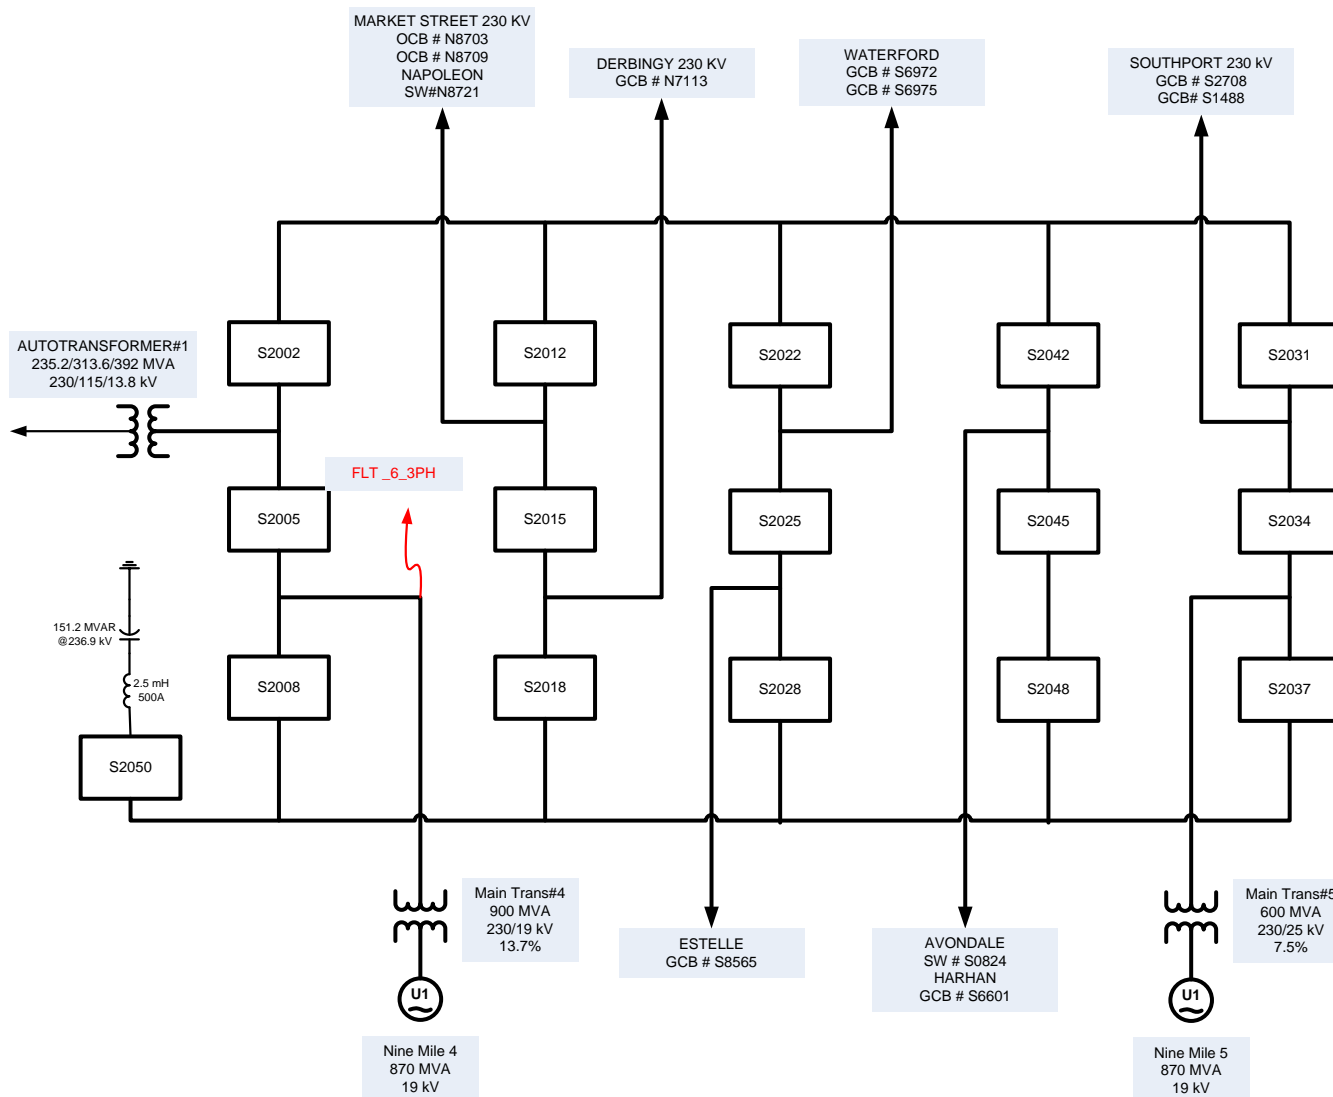 MARKET STREET 230 KV
OCB # N8703
OCB # N8709
NAPOLEON
SW#N8721
DERBINGY 230 KV
GCB # N7113
WATERFORD
GCB # S6972
GCB # S6975
SOUTHPORT 230 kV
GCB # S2708
GCB# S1488
AUTOTRANSFORMER#1
235.2/313.6/392 MVA
230/115/13.8 kV
S2002
S2012
S2022
S2042
S2031
FLT _6_3PH
S2005
S2015
S2025
S2045
S2034
151.2 MVAR
@236.9 kV
2.5 mH
500A
S2008
S2018
S2028
S2048
S2037
S2050
Main Trans#4
900 MVA
230/19 kV
13.7%
Main Trans#5
600 MVA
230/25 kV
7.5%
ESTELLE
GCB # S8565
AVONDALE
SW # S0824
HARHAN
GCB # S6601
U1
U1
Nine Mile 4
870 MVA
19 kV
Nine Mile 5
870 MVA
19 kV